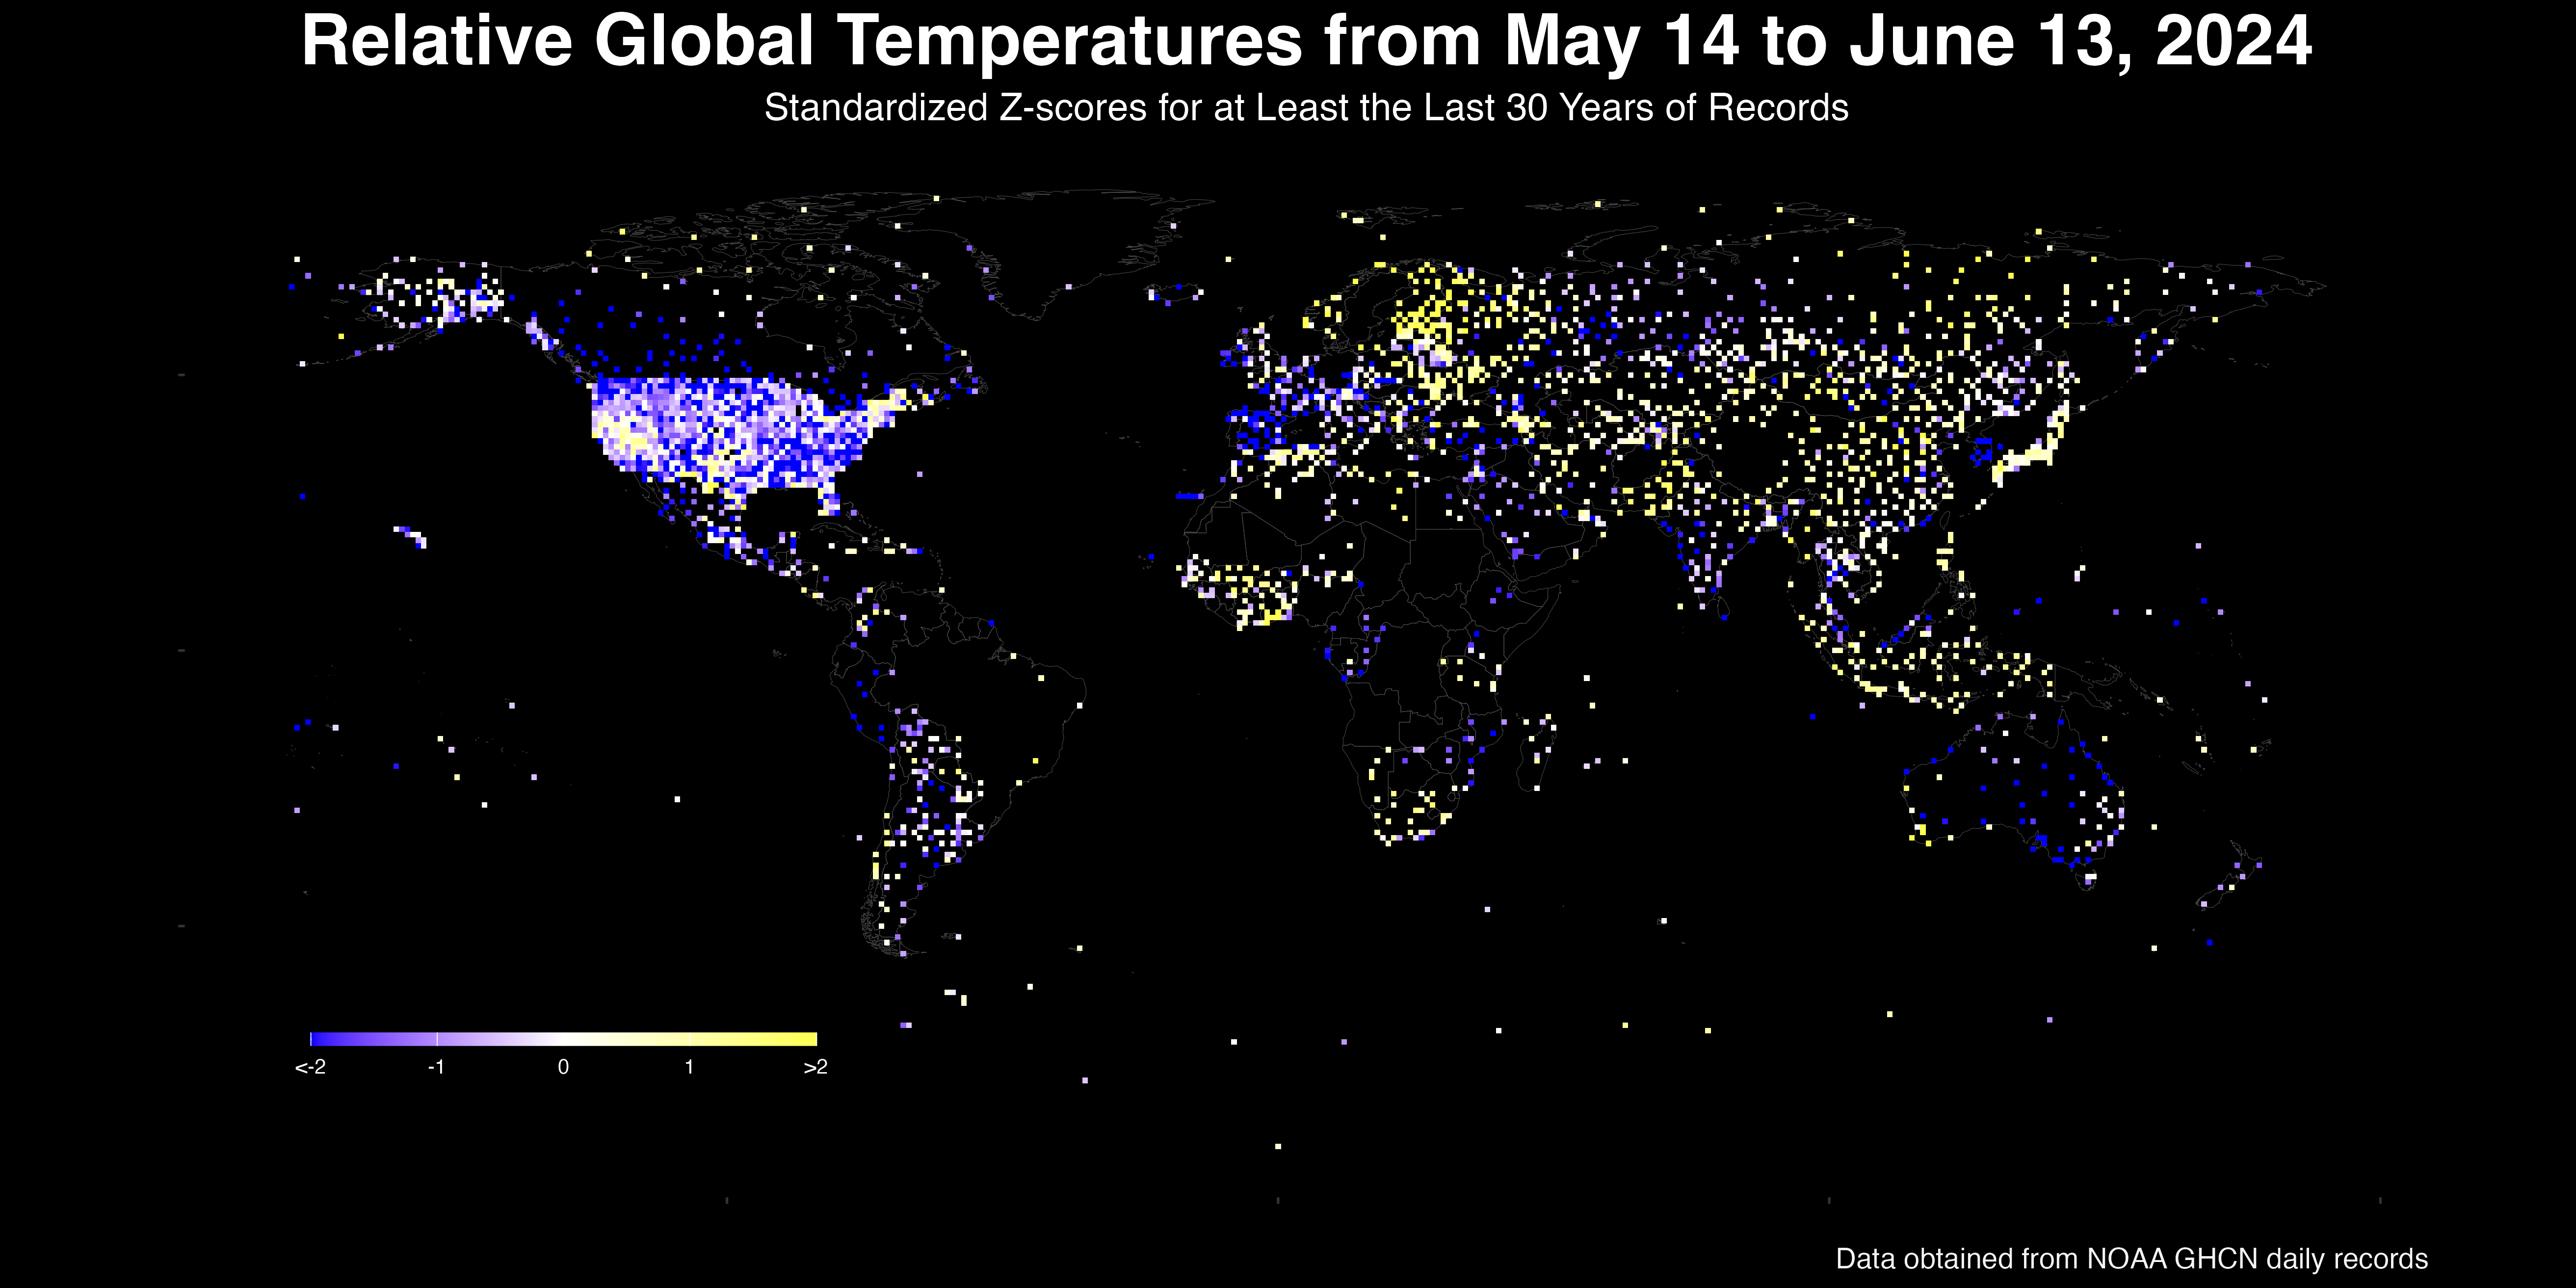 Relative Global Temperatures from May 14 to June 13, 2024
Standardized Z-scores for at Least the Last 30 Years of Records
<-2 -1 0 1 >2
Data obtained from NOAA GHCN daily records